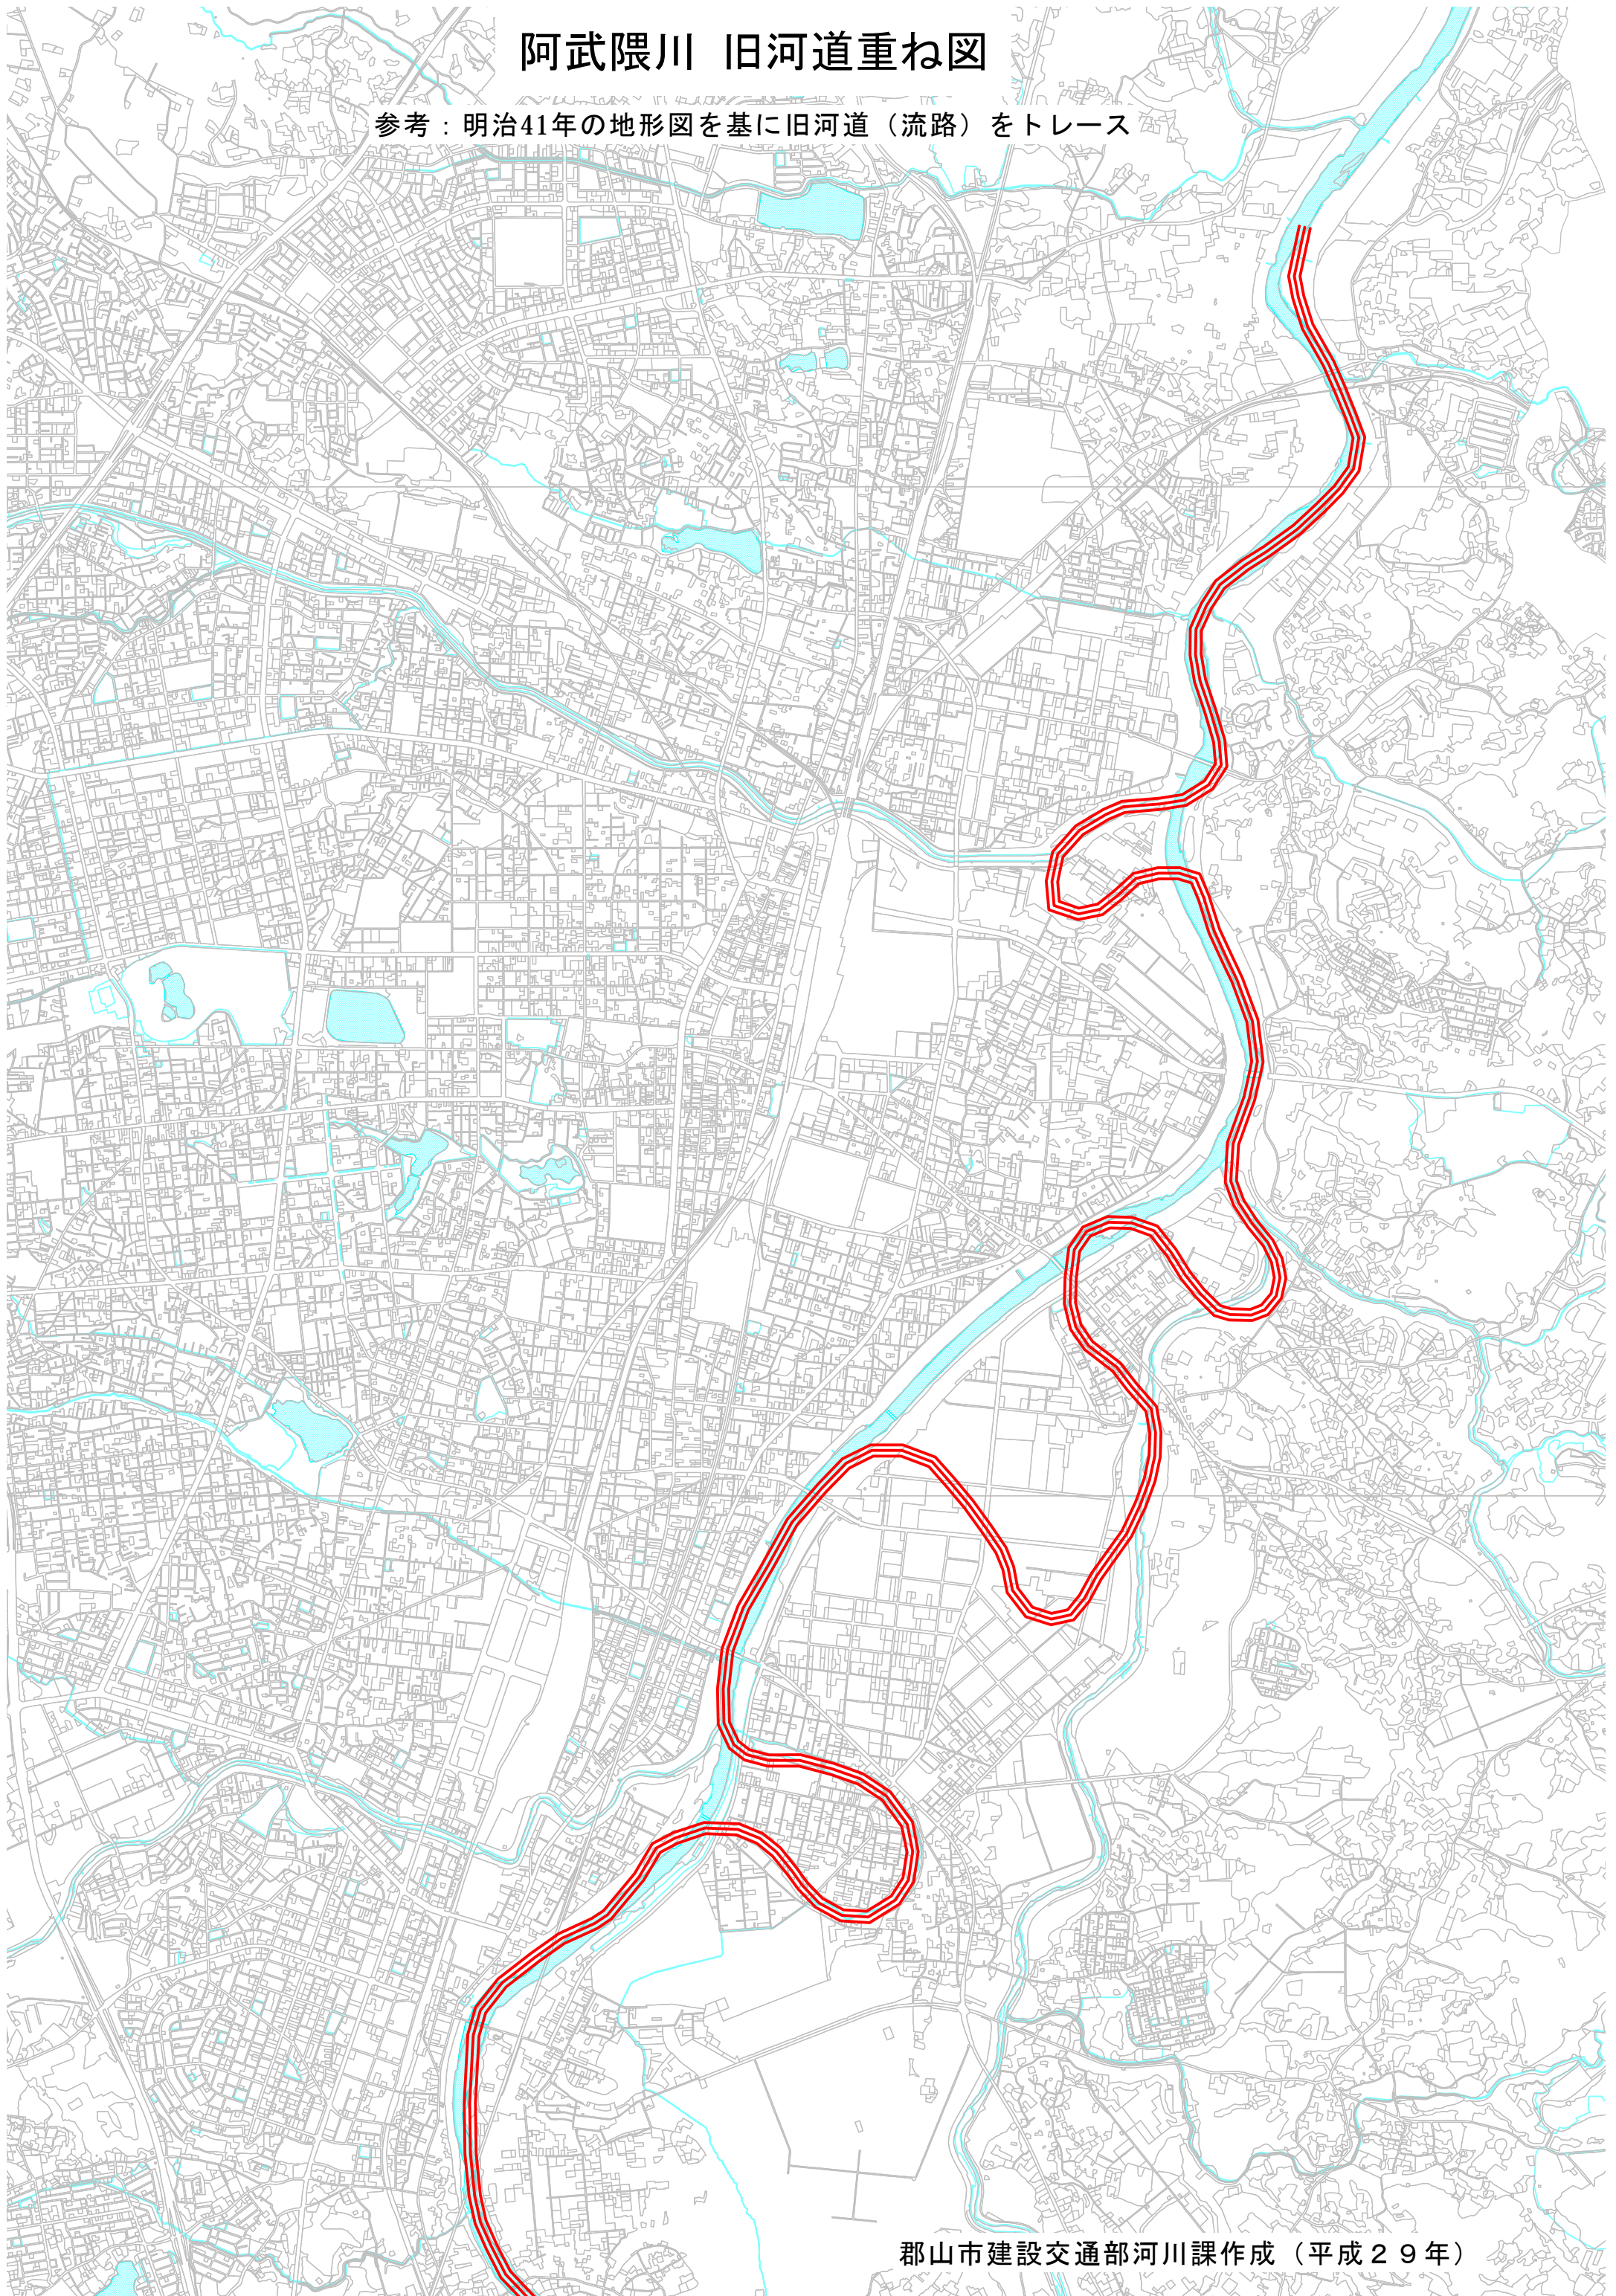 阿武隈川 旧河道重ね図
参考：明治41年の地形図を基に旧河道（流路）をトレース
郡山市建設交通部河川課作成（平成２９年）